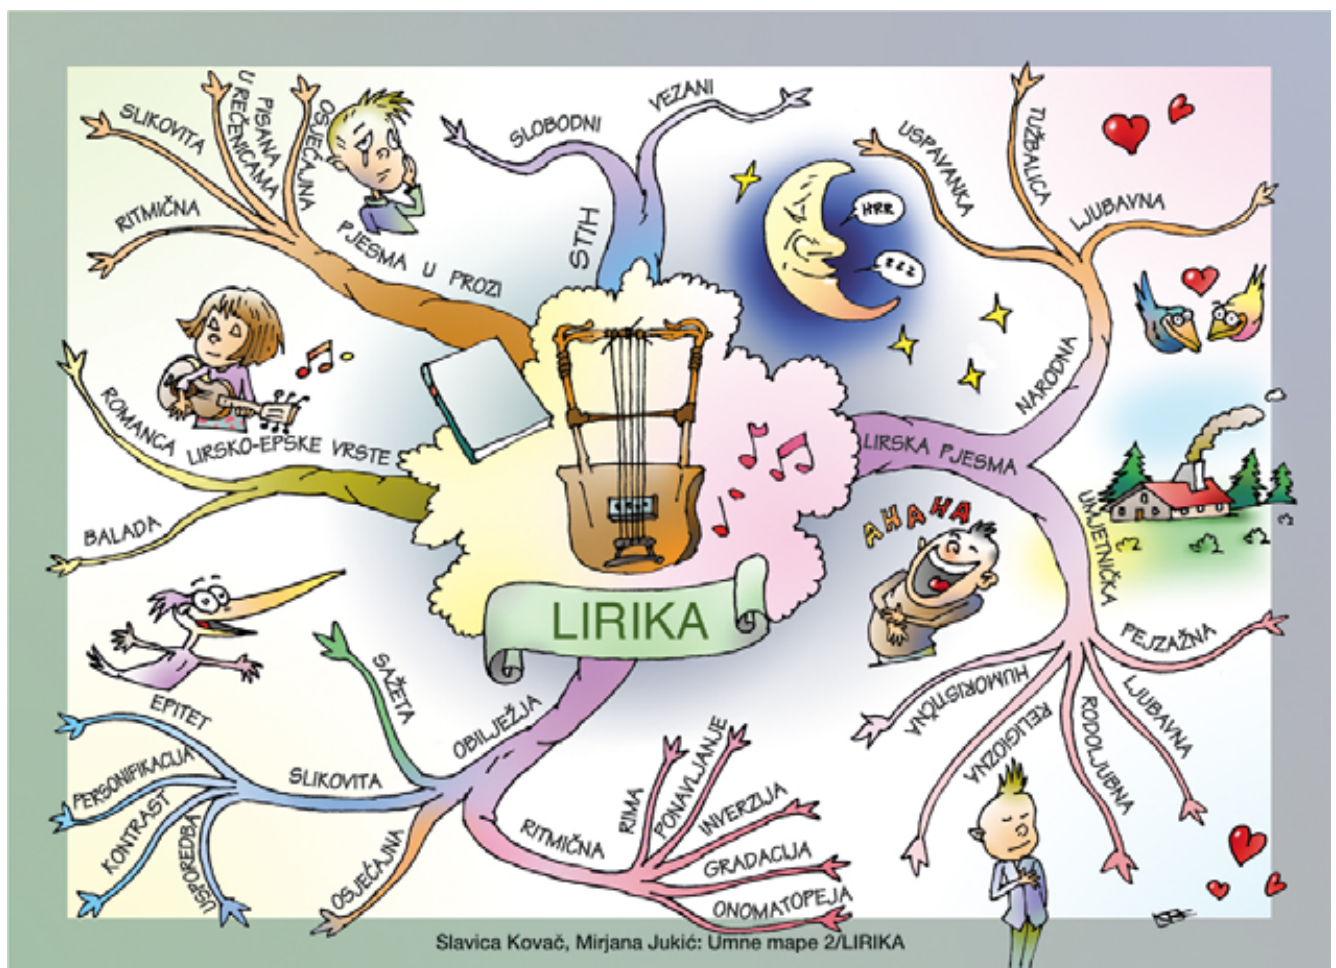 SLIKOVITA
PISANA
U REČENICAMA
OSJEĆAJNA
RITMIČNA
PJESMA U PROZI
SLOBODNI
VEZANI
STIH
HRR
zzz
USPAVANKA
TUŽBALICA
LJUBAVNA
NARODNA
LIRSKA PJESMA
UMJETNIČKA
PEJZAŽNA
LJUBAVNA
RODOLJUBNA
RELIGIOZNA
HUMORISTIČNA
AHAHA
ROMANCA
LIRSKO-EPSKE VRSTE
BALADA
LIRIKA
OBILJEŽJA
SAŽETA
SLIKOVITA
EPITET
PERSONIFIKACIJA
KONTRAST
USPOREDBA
OSJEĆAJNA
RITMIČNA
RIMA
PONAVLJANJE
INVERZIJA
GRADACIJA
ONOMATOPEJA
Slavica Kovač, Mirjana Jukić: Umne mape 2/LIRIKA